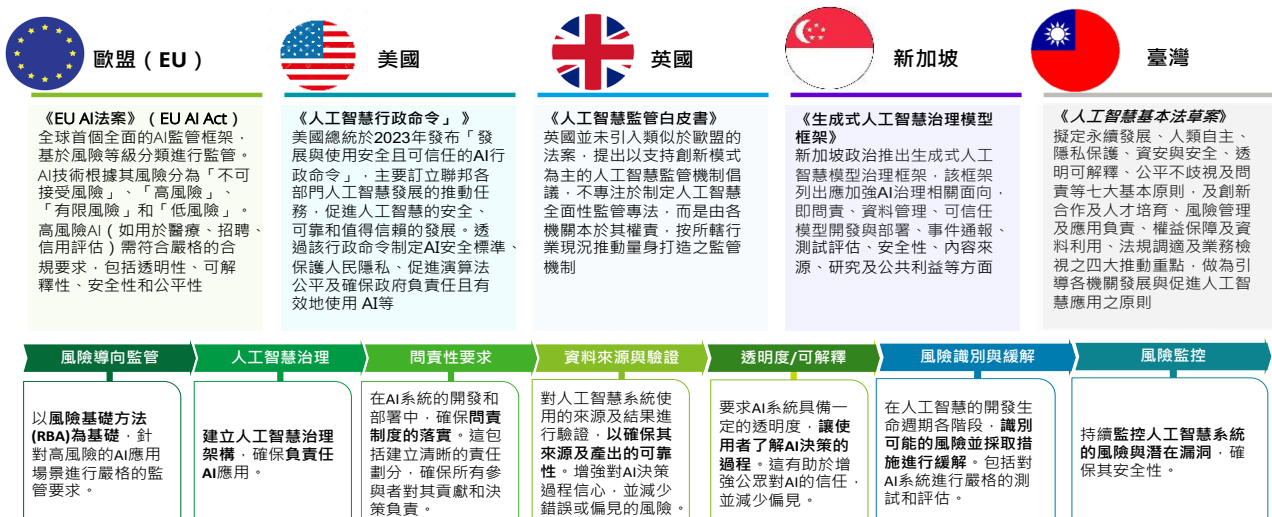 歐盟（EU）
美國
英國
新加坡
臺灣
《EU AI法案》（EU AI Act）
全球首個全面的AI監管框架，
基於風險等級分類進行監管。
AI技術根據其風險分為「不可
接受風險」、「高風險」、
「有限風險」和「低風險」。
高風險AI（如用於醫療、招聘、
信用評估）需符合嚴格的合
規要求，包括透明性、可解
釋性、安全性和公平性
《人工智慧行政命令」》
美國總統於2023年發布「發
展與使用安全且可信任的AI行
政命令」，主要訂立聯邦各
部門人工智慧發展的推動任
務，促進人工智慧的安全、
可靠和值得信賴的發展。透
過該行政命令制定AI安全標準、
保護人民隱私、促進演算法
公平及確保政府負責任且有
效地使用 AI等
《人工智慧監管白皮書》
英國並未引入類似於歐盟的
法案，提出以支持創新模式
為主的人工智慧監管機制倡
議，不專注於制定人工智慧
全面性監管專法，而是由各
機關本於其權責，按所轄行
業現況推動量身打造之監管
機制
《生成式人工智慧治理模型
框架》
新加坡政治推出生成式人工
智慧模型治理框架，該框架
列出應加強AI治理相關面向，
即問責、資料管理、可信任
模型開發與部署、事件通報、
測試評估、安全性、內容來
源、研究及公共利益等方面
《人工智慧基本法草案》
擬定永續發展、人類自主、
隱私保護、資安與安全、透
明可解釋、公平不歧視及問
責等七大基本原則，及創新
合作及人才培育、風險管理
及應用負責、權益保障及資
料利用、法規調適及業務檢
視之四大推動重點，做為引
導各機關發展與促進人工智
慧應用之原則
風險導向監管
人工智慧治理
問責性要求
資料來源與驗證
透明度/可解釋
風險識別與緩解
風險監控
以風險基礎方法
(RBA)為基礎，針
對高風險的AI應用
場景進行嚴格的監
管要求。
建立人工智慧治理
架構，確保負責任
AI應用。
在AI系統的開發和
部署中，確保問責
制度的落實。這包
括建立清晰的責任
劃分，確保所有參
與者對其貢獻和決
策負責。
對人工智慧系統使
用的來源及結果進
行驗證，以確保其
來源及產出的可靠
性。增強對AI決策
過程信心，並減少
錯誤或偏見的風險。
要求AI系統具備一
定的透明度，讓使
用者了解AI決策的
過程。這有助於增
強公眾對AI的信任，
並減少偏見。
在人工智慧的開發生
命週期各階段，識別
可能的風險並採取措
施進行緩解。包括對
AI系統進行嚴格的測
試和評估。
持續監控人工智慧系統
的風險與潛在漏洞，確
保其安全性。